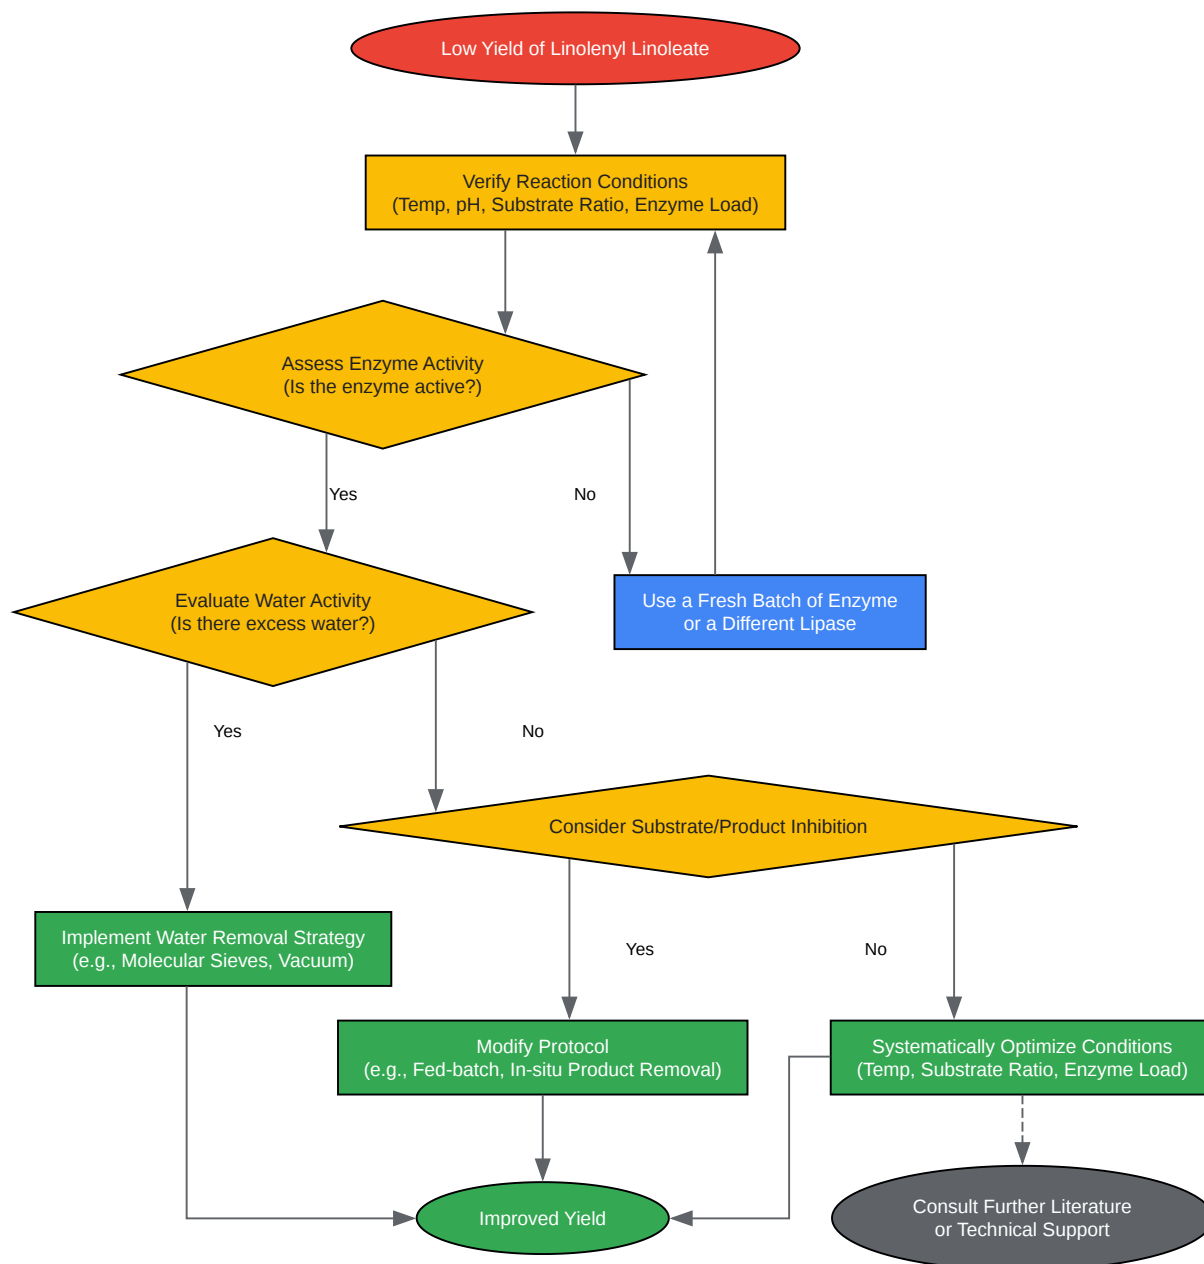 Low Yield of Linolenyl Linoleate
Verify Reaction Conditions
(Temp, pH, Substrate Ratio, Enzyme Load)
Assess Enzyme Activity
(Is the enzyme active?)
Yes
No
Evaluate Water Activity
(Is there excess water?)
Use a Fresh Batch of Enzyme
or a Different Lipase
Yes
No
Consider Substrate/Product Inhibition
Implement Water Removal Strategy
(e.g., Molecular Sieves, Vacuum)
Yes
No
Modify Protocol
(e.g., Fed-batch, In-situ Product Removal)
Systematically Optimize Conditions
(Temp, Substrate Ratio, Enzyme Load)
Improved Yield
Consult Further Literature
or Technical Support